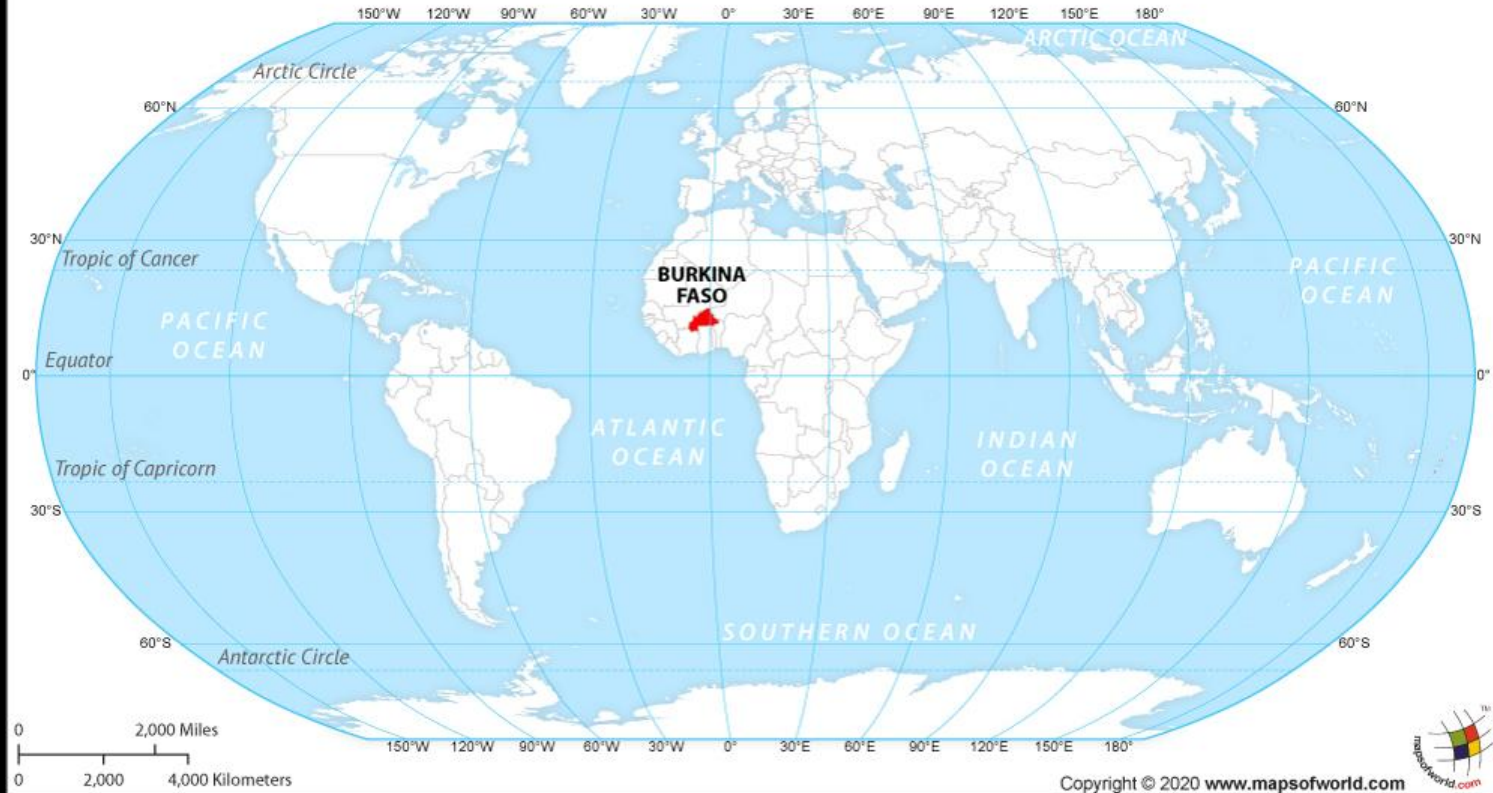 150°W 120°W 90°W 60°W 30°W 0° 30°E 60°E 90°E 120°E 150°E 180°
ARCTIC OCEAN
Arctic Circle
60°N 60°N
30°N 30°N
Tropic of Cancer
BURKINA
FASO
PACIFIC
OCEAN
PACIFIC
OCEAN
Equator
0° 0°
ATLANTIC
OCEAN
INDIAN
OCEAN
Tropic of Capricorn
30°S 30°S
SOUTHERN OCEAN
60°S 60°S
Antarctic Circle
0 2,000 Miles
0 2,000 4,000 Kilometers
150°W 120°W 90°W 60°W 30°W 0° 30°E 60°E 90°E 120°E 150°E 180°
Copyright © 2020 www.mapsofworld.com
mapsofworld.com
TM